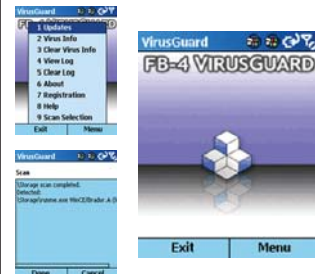 VirusGuard
1 Updates
2 Virus Info
3 Clear Virus Info
4 View Log
5 Clear Log
6 About
7 Registration
8 Help
9 Scan Selection
Exit Menu
VirusGuard
Scan
\Storage scan completed.
Detected:
Done Cancel
VirusGuard
FB-4 VIRUSGUARD
Exit Menu